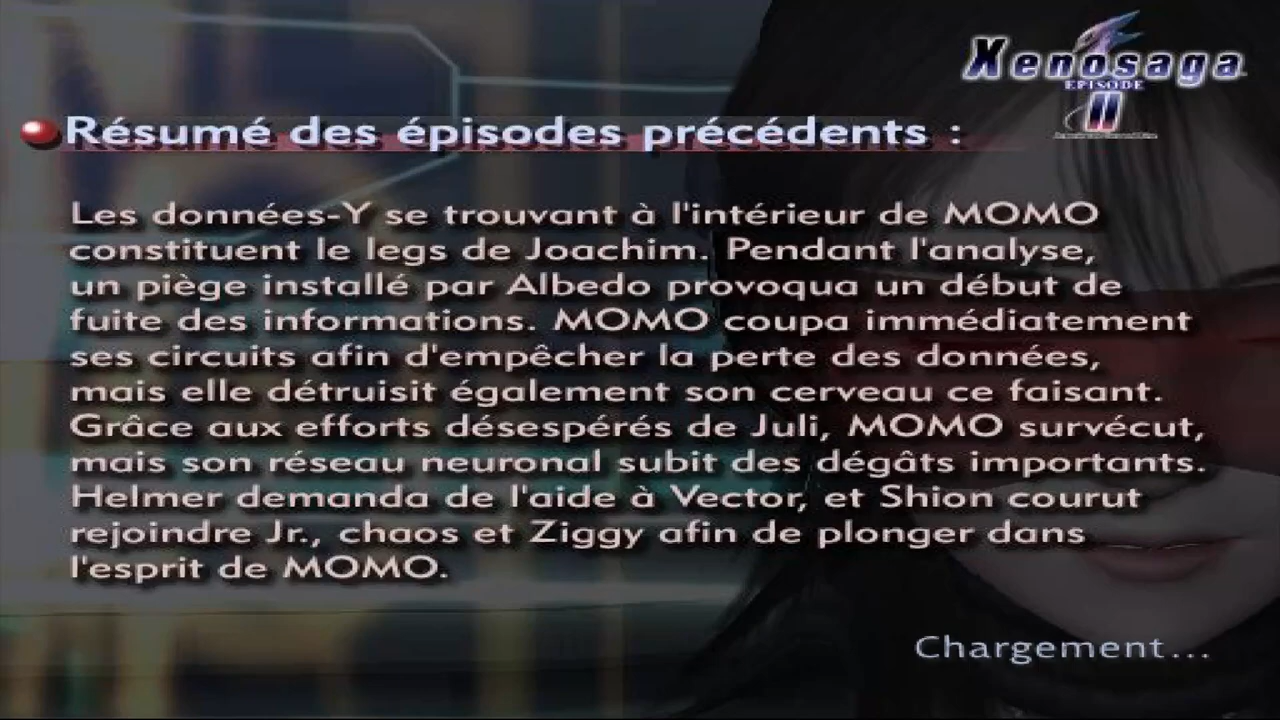 Xenosaga
EPISODE
II
Résumé des épisodes précédents :
Les données-Y se trouvant à l'intérieur de MOMO
constituent le legs de Joachim. Pendant l'analyse,
un piège installé par Albedo provoqua un début de
fuite des informations. MOMO coupa immédiatement
ses circuits afin d'empêcher la perte des données,
mais elle détruisit également son cerveau ce faisant.
Grâce aux efforts désespérés de Juli, MOMO survécut,
mais son réseau neuronal subit des dégâts importants.
Helmer demanda de l'aide à Vector, et Shion courut
rejoindre Jr., chaos et Ziggy afin de plonger dans
l'esprit de MOMO.
Chargement...